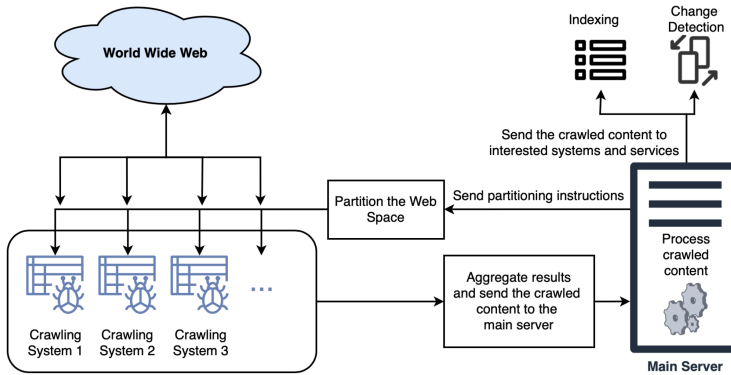 Indexing
Change
Detection
World Wide Web
Send the crawled content to
interested systems and services
Partition the Web
Space
Send partitioning instructions
Process
crawled
content
Aggregate results
and send the crawled
content to the
main server
...
Crawling
System 1
Crawling
System 2
Crawling
System 3
Main Server